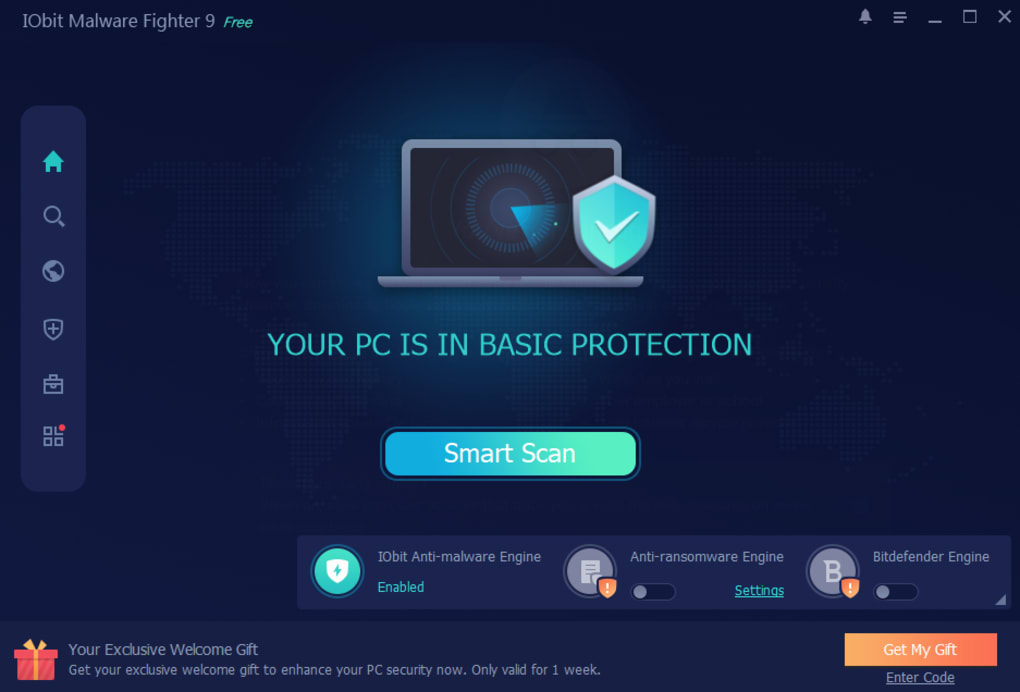 IObit Malware Fighter 9 Free
YOUR PC IS IN BASIC PROTECTION
Smart Scan
IObit Anti-malware Engine
Enabled
Anti-ransomware Engine
Settings
Bitdefender Engine
Your Exclusive Welcome Gift
Get your exclusive welcome gift to enhance your PC security now. Only valid for 1 week.
Get My Gift
Enter Code